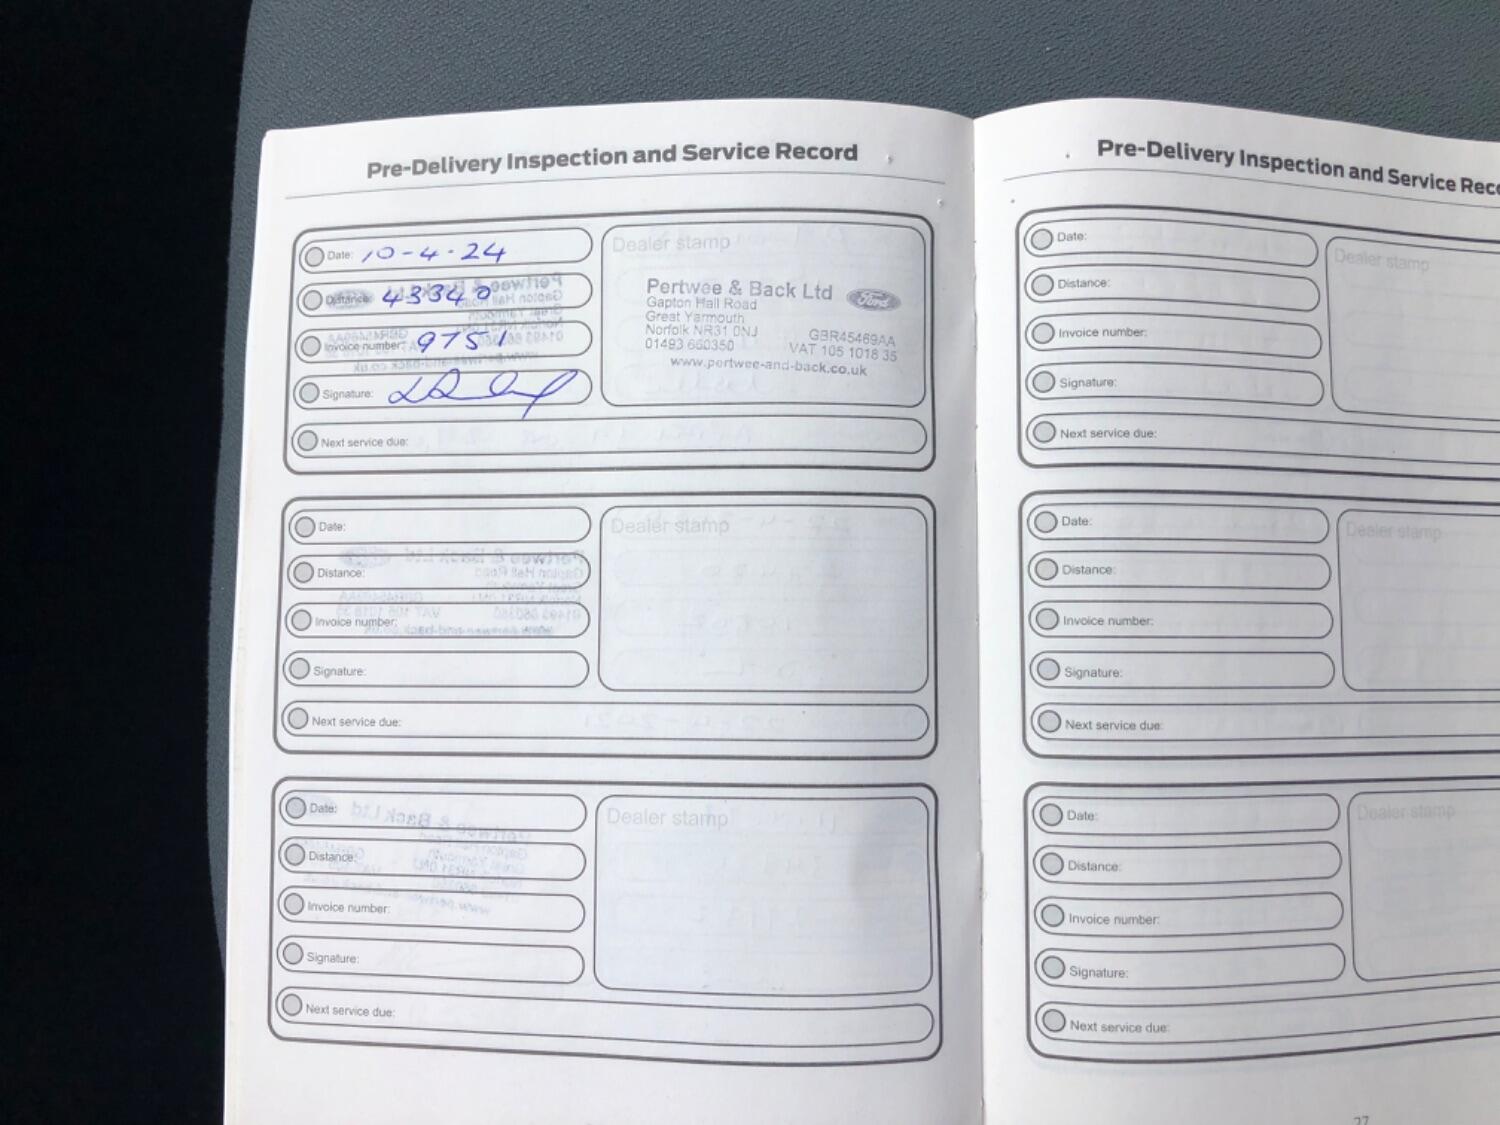 Pre-Delivery Inspection and Service Record
Date: 10-4-24
Distance: 43340
Invoice number: 9751
Signature:
Next service due:
Dealer stamp
Pertwee & Back Ltd
Ford
Gapton Hall Road
Great Yarmouth
Norfolk NR31 0NJ
GBR45469AA
01493 660350
VAT 105 1018 35
www.pertwee-and-back.co.uk
Date:
Distance:
Invoice number:
Signature:
Next service due:
Dealer stamp
Date:
Distance:
Invoice number:
Signature:
Next service due:
Dealer stamp
Pre-Delivery Inspection and Service Reco
Date:
Distance:
Invoice number:
Signature:
Next service due:
Dealer stamp
Date:
Distance:
Invoice number:
Signature:
Next service due:
Dealer stamp
Date:
Distance:
Invoice number:
Signature:
Next service due:
Dealer stamp
27